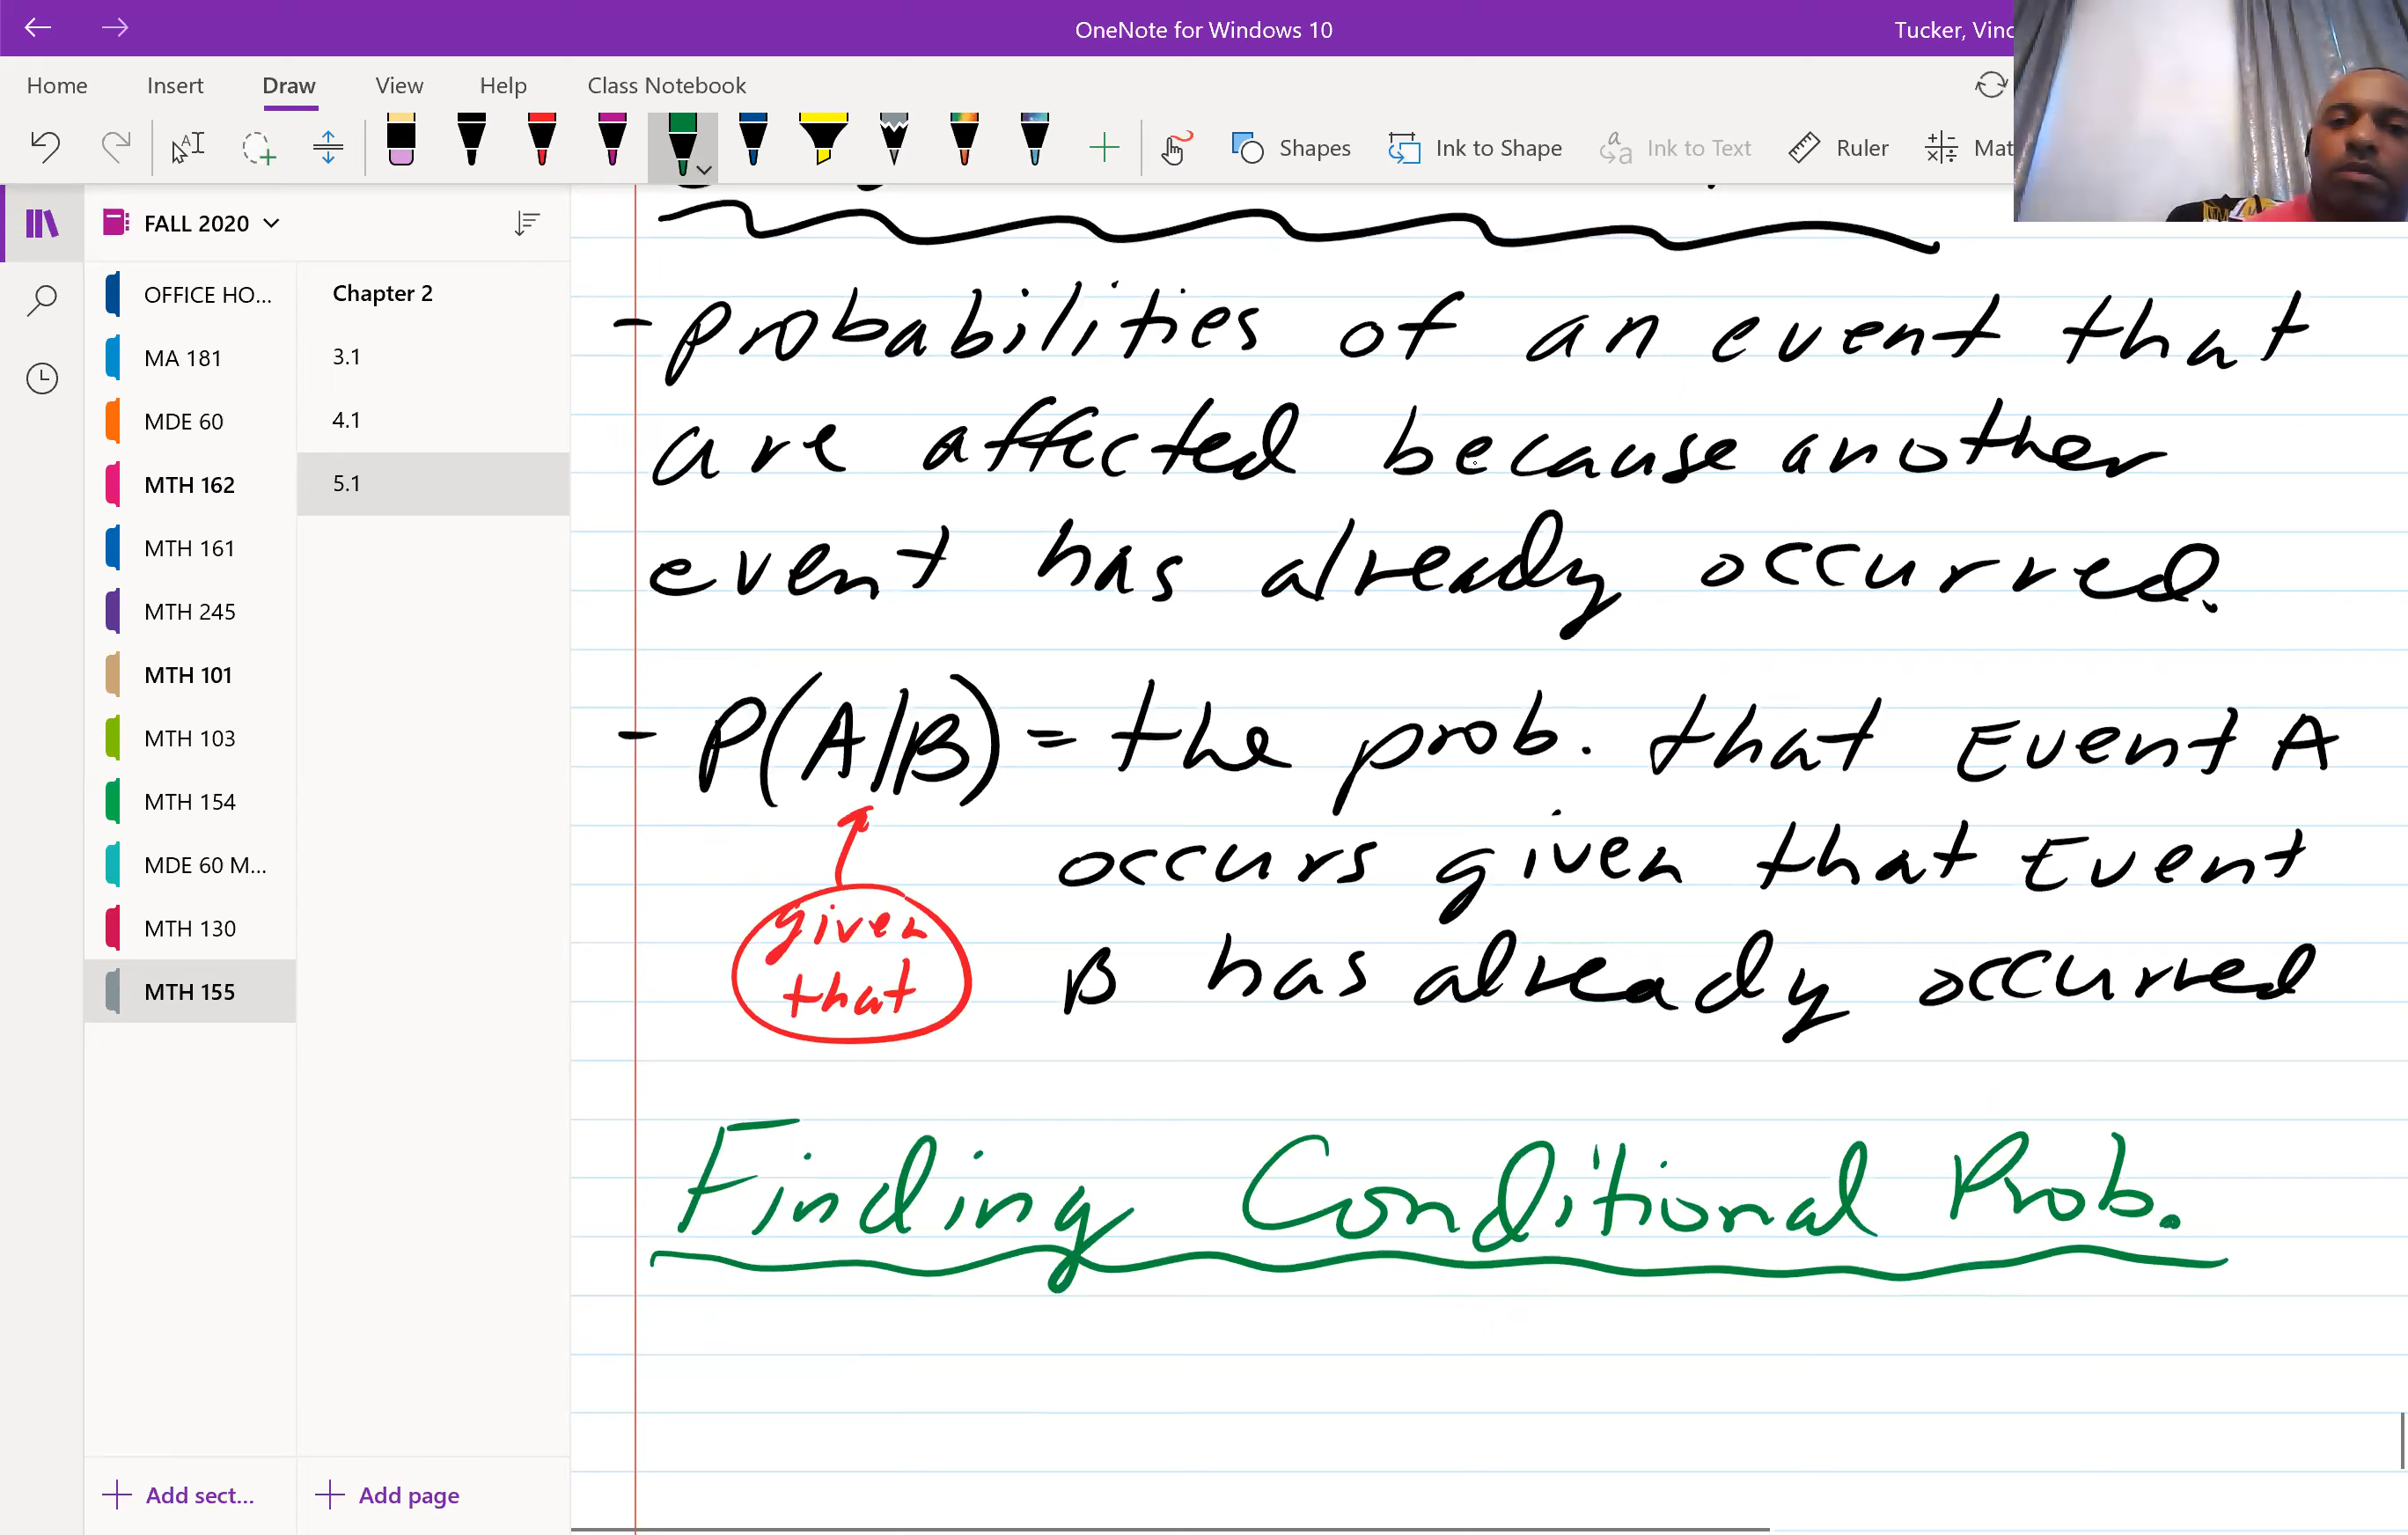 OneNote for Windows 10
Tucker, Vinc
Home Insert Draw View Help Class Notebook
Shapes Ink to Shape Ink to Text Ruler Mat
FALL 2020
OFFICE HO...
MA 181
MDE 60
MTH 162
MTH 161
MTH 245
MTH 101
MTH 103
MTH 154
MDE 60 M...
MTH 130
MTH 155
Add sect...
Chapter 2
3.1
4.1
5.1
Add page
- probabilities of an event that
are affected because another
event has already occurred.
- P(A|B) = the prob. that Event A
occurs given that Event
B has already occurred
given
that
Finding Conditional Prob.